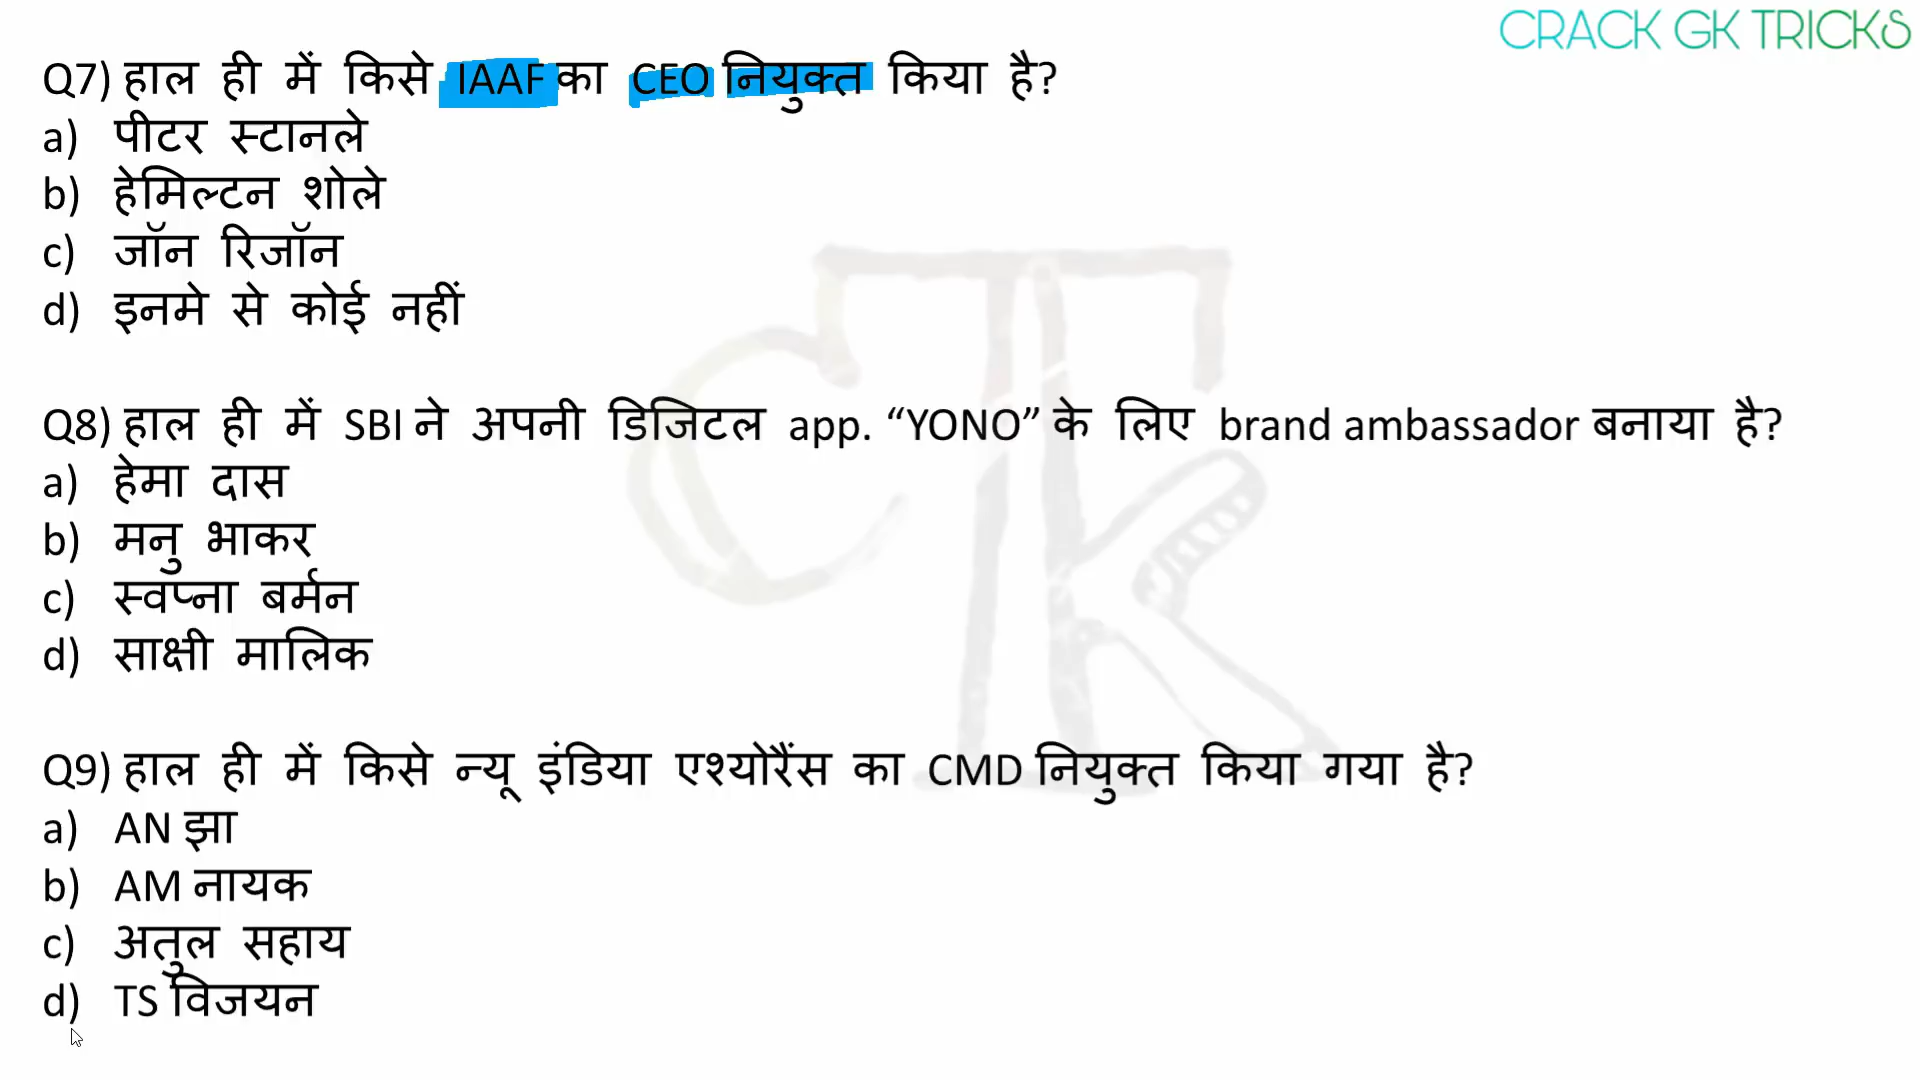 CRACK GK TRICKS
Q7) हाल ही में किसे IAAF का CEO नियुक्त किया है?
a) पीटर स्टानले
b) हेमिल्टन शोले
c) जॉन रिजॉन
d) इनमे से कोई नहीं
Q8) हाल ही में SBI ने अपनी डिजिटल app. “YONO” के लिए brand ambassador बनाया है?
a) हेमा दास
b) मनु भाकर
c) स्वप्ना बर्मन
d) साक्षी मालिक
Q9) हाल ही में किसे न्यू इंडिया एश्योरैंस का CMD नियुक्त किया गया है?
a) AN झा
b) AM नायक
c) अतुल सहाय
d) TS विजयन
CTK